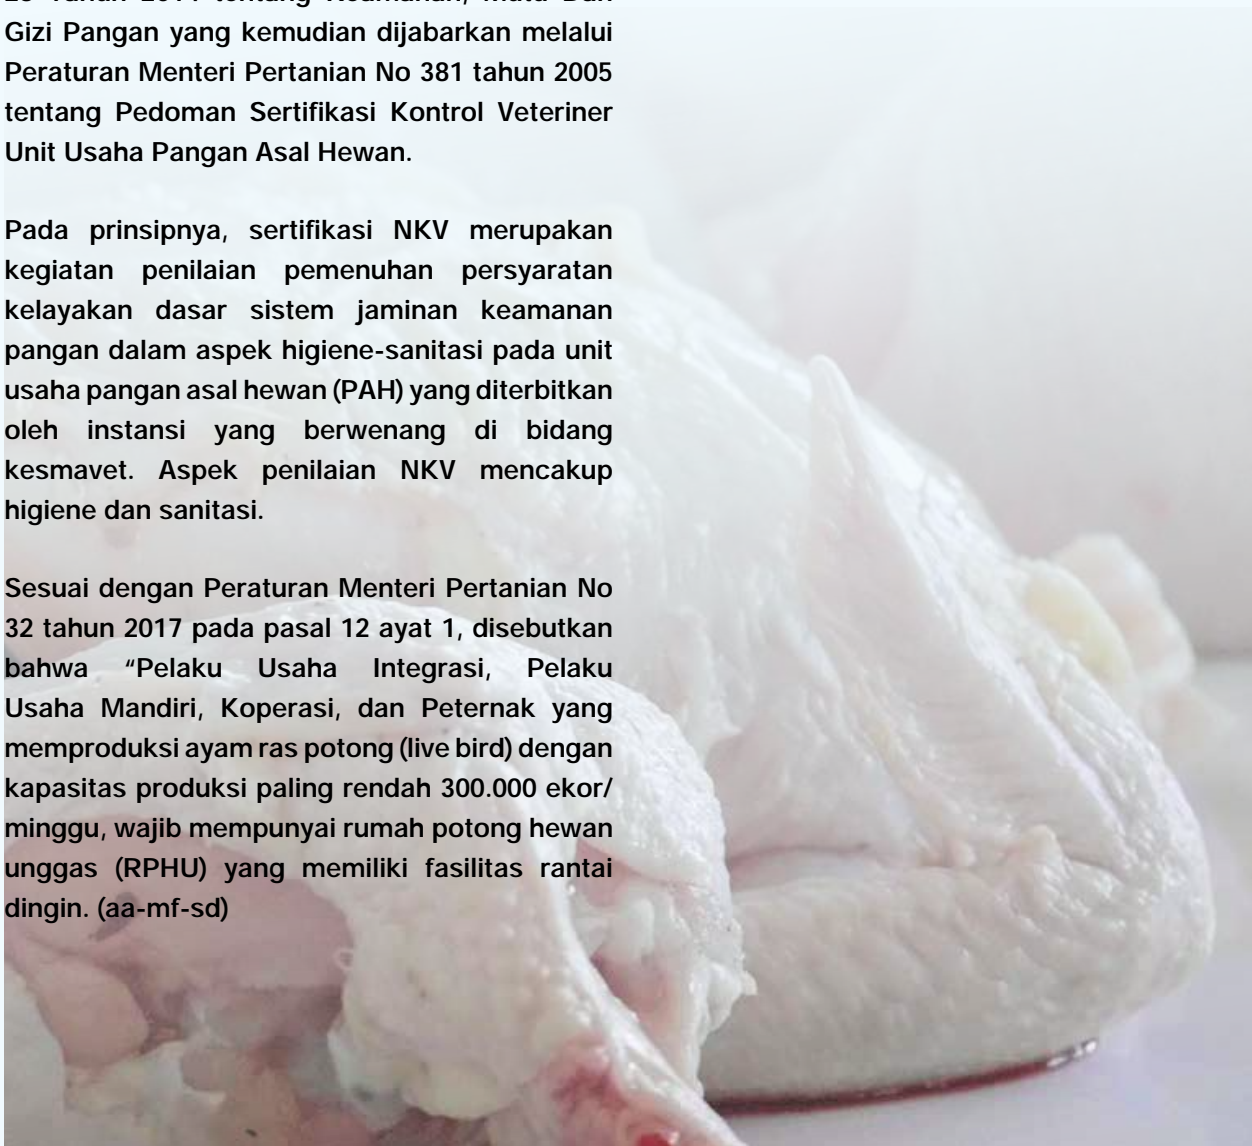 Gizi Pangan yang kemudian dijabarkan melalui
Peraturan Menteri Pertanian No 381 tahun 2005
tentang Pedoman Sertifikasi Kontrol Veteriner
Unit Usaha Pangan Asal Hewan.
Pada prinsipnya, sertifikasi NKV merupakan
kegiatan penilaian pemenuhan persyaratan
kelayakan dasar sistem jaminan keamanan
pangan dalam aspek higiene-sanitasi pada unit
usaha pangan asal hewan (PAH) yang diterbitkan
oleh instansi yang berwenang di bidang
kesmavet. Aspek penilaian NKV mencakup
higiene dan sanitasi.
Sesuai dengan Peraturan Menteri Pertanian No
32 tahun 2017 pada pasal 12 ayat 1, disebutkan
bahwa “Pelaku Usaha Integrasi, Pelaku
Usaha Mandiri, Koperasi, dan Peternak yang
memproduksi ayam ras potong (live bird) dengan
kapasitas produksi paling rendah 300.000 ekor/
minggu, wajib mempunyai rumah potong hewan
unggas (RPHU) yang memiliki fasilitas rantai
dingin. (aa-mf-sd)